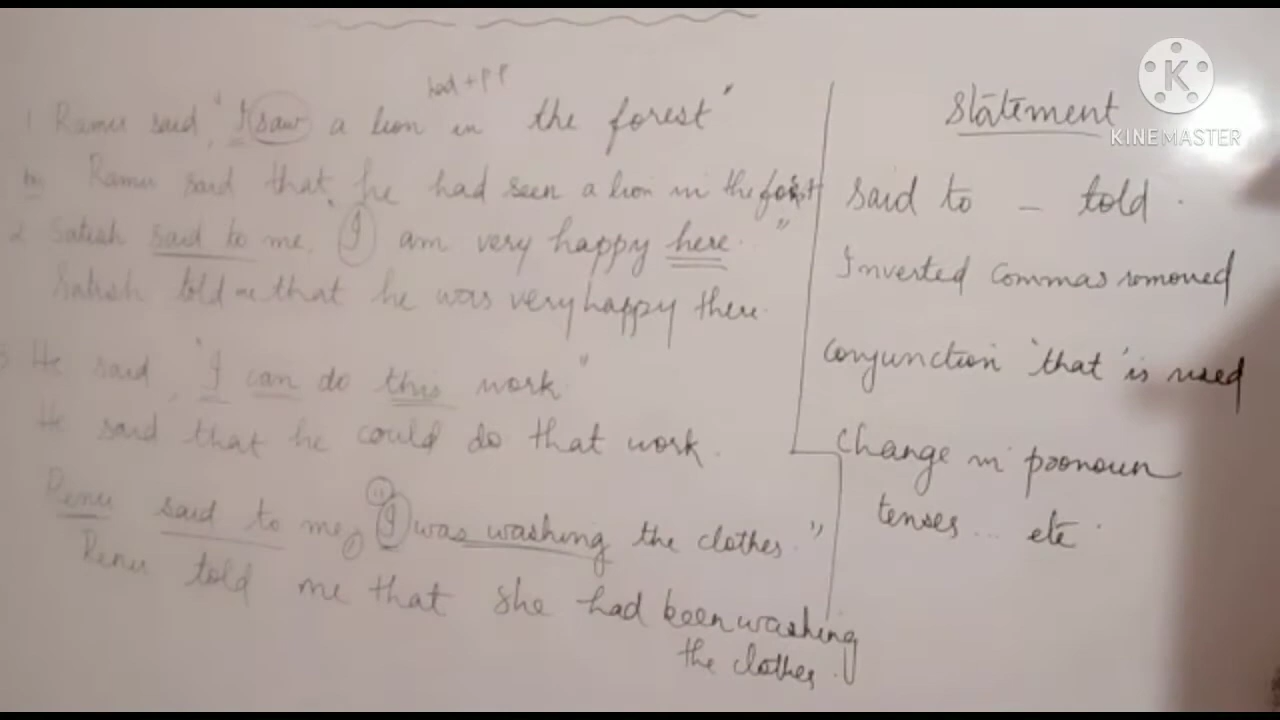 had + PP
1 Ramu said, "I saw a lion in the forest"
Ramu said that he had seen a lion in the forest
2 Satish said to me, "I am very happy here."
Satish told me that he was very happy there.
3 He said, "I can do this work."
He said that he could do that work.
Renu said to me, "I was washing the clothes."
Renu told me that she had been washing
the clothes.
Statement
said to – told.
Inverted commas romoved
conjunction 'that' is used
change in pronoun
tenses... etc.
K
KINEMASTER